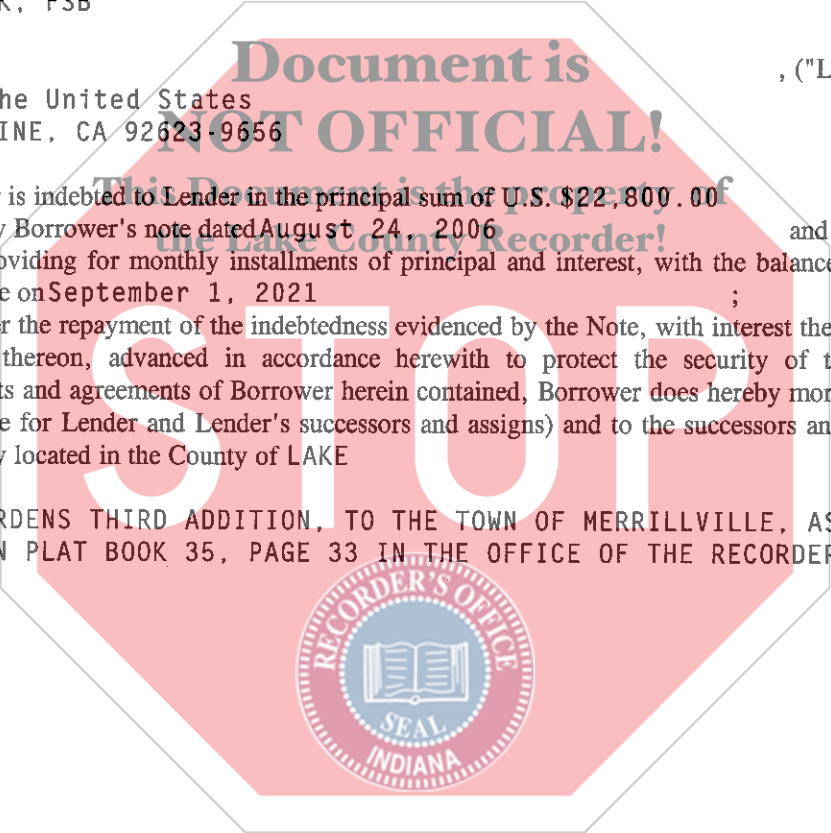 K, FSB
Document is
, ("L
he United States
NOT OFFICIAL!
INE, CA 92623-9656
This Document is the property of
r is indebted to Lender in the principal sum of U.S. $22,800.00
the Lake County Recorder!
y Borrower's note dated August 24, 2006 and
oviding for monthly installments of principal and interest, with the balance
e on September 1, 2021 ;
r the repayment of the indebtedness evidenced by the Note, with interest the
thereon, advanced in accordance herewith to protect the security of t
ts and agreements of Borrower herein contained, Borrower does hereby mor
e for Lender and Lender's successors and assigns) and to the successors an
y located in the County of LAKE
STOP
RDENS THIRD ADDITION, TO THE TOWN OF MERRILLVILLE, AS
N PLAT BOOK 35, PAGE 33 IN THE OFFICE OF THE RECORDER
RECORDER'S OFFICE
SEAL
INDIANA